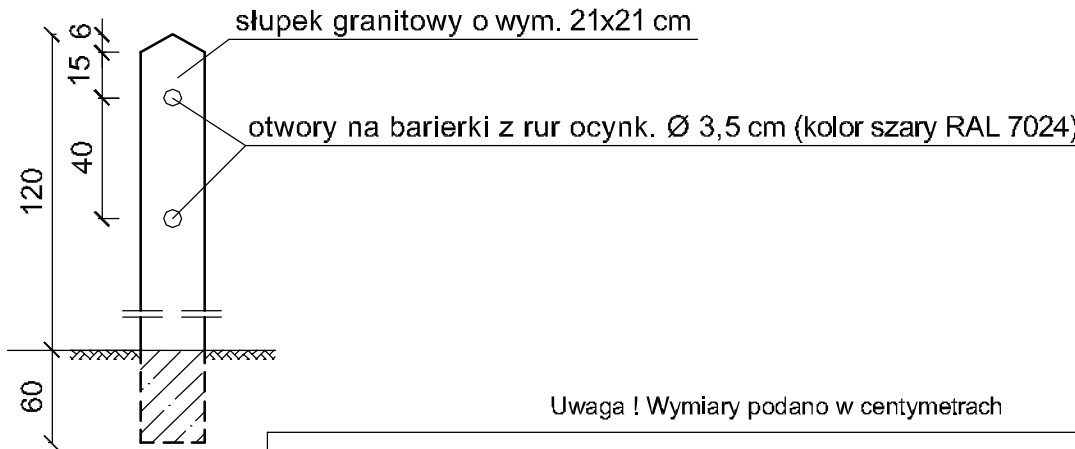 6
słupek granitowy o wym. 21x21 cm
15
otwory na barierki z rur ocynk. Ø 3,5 cm (kolor szary RAL 7024)
40
120
60
Uwaga ! Wymiary podano w centymetrach